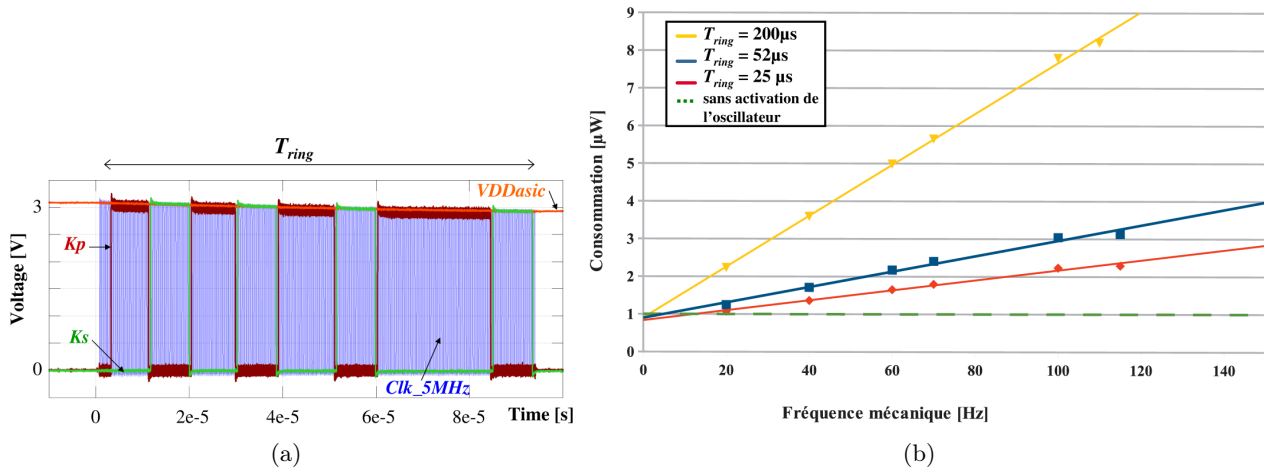 T_ring
VDDasic
3
Kp
Voltage [V]
Ks
0
Clk_5MHz
0
2e-5
4e-5
6e-5
8e-5
Time [s]
(a)
9
8
7
6
5
4
3
2
1
0
Consommation [µW]
T_ring = 200µs
T_ring = 52µs
T_ring = 25 µs
sans activation de
l'oscillateur
0
20
40
60
80
100
120
140
Fréquence mécanique [Hz]
(b)